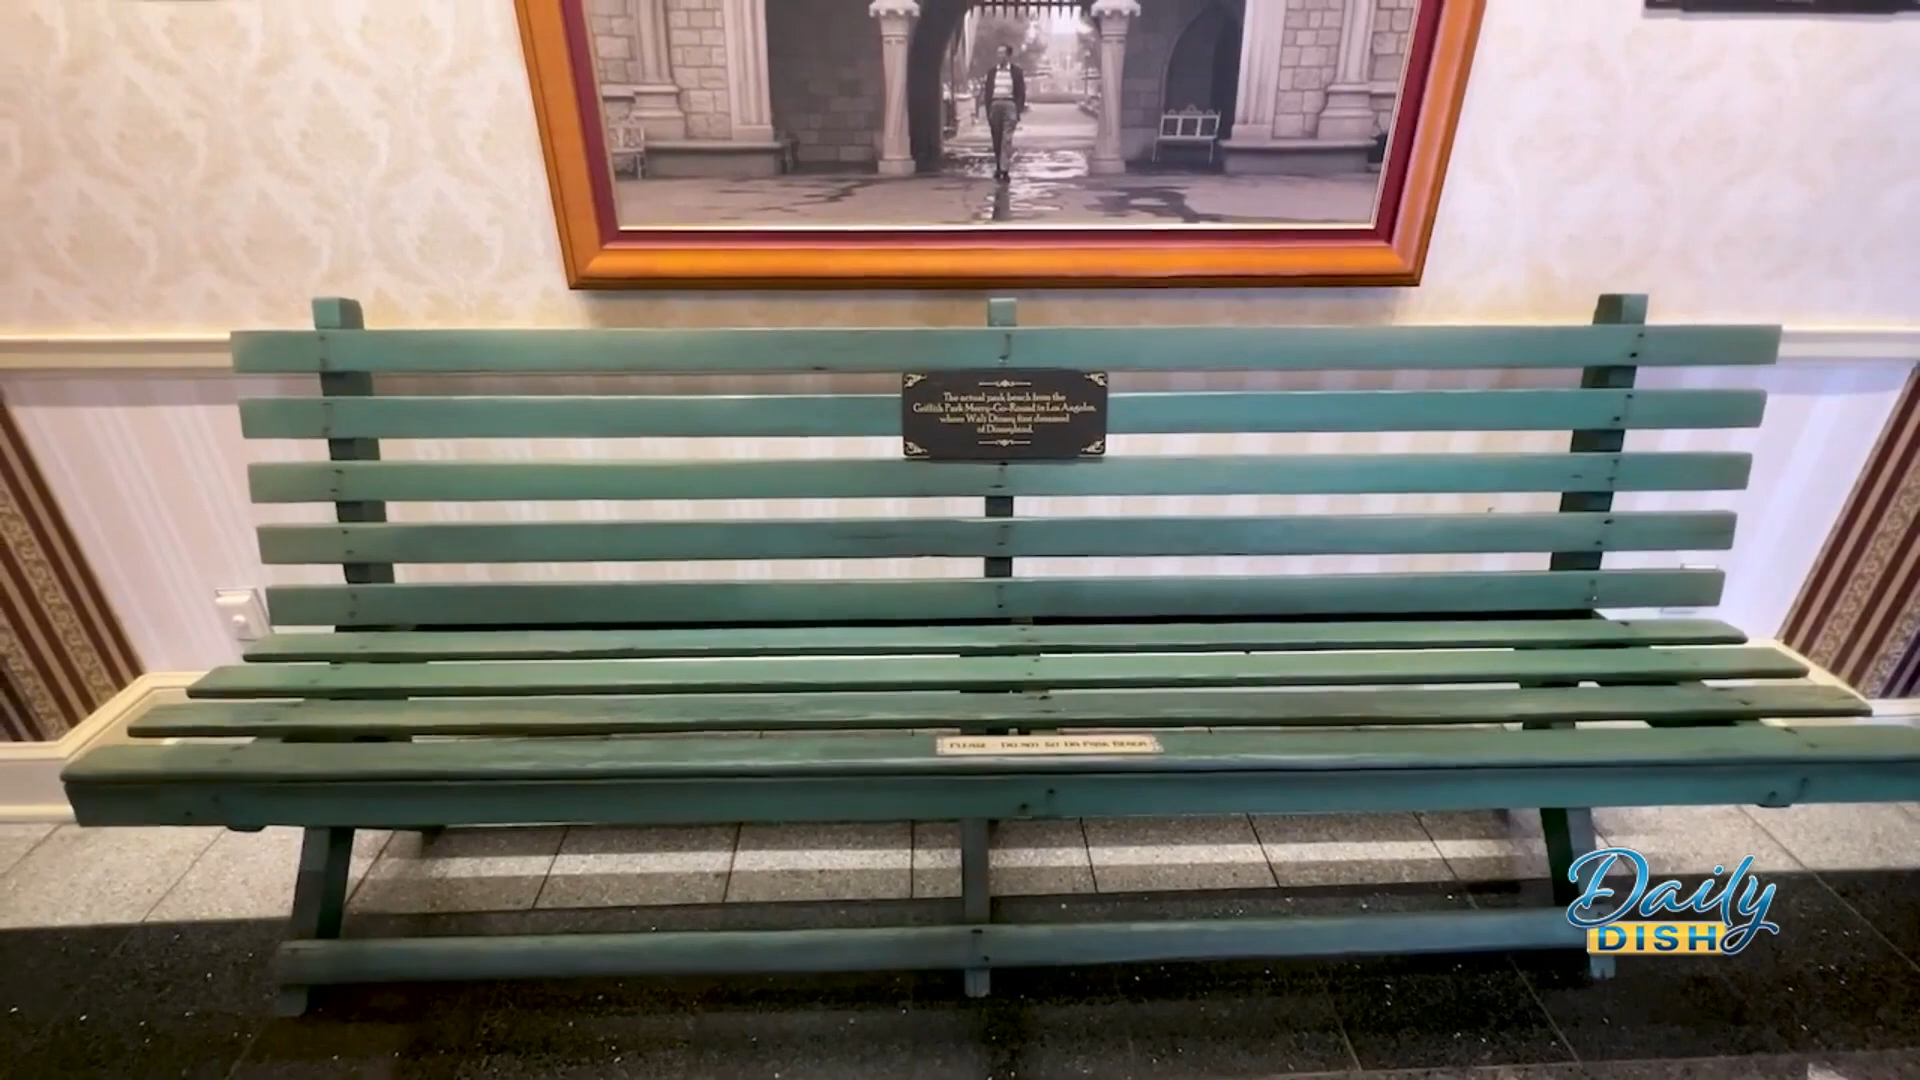 The actual park bench from the
Griffith Park Merry-Go-Round in Los Angeles,
where Walt Disney first dreamed
of Disneyland.
PLEASE - DO NOT SIT ON PARK BENCH
Daily
DISH